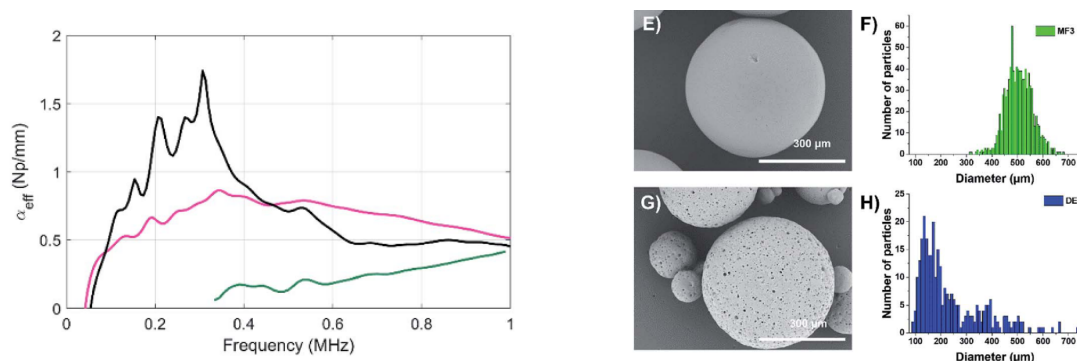 2
1.5
1
0.5
0
α_eff (Np/mm)
0 0.2 0.4 0.6 0.8 1
Frequency (MHz)
E)
300 µm
F)
MF3
60
50
40
30
20
10
0
Number of particles
100 200 300 400 500 600 700
Diameter (µm)
G)
300 µm
H)
DE
25
20
15
10
5
0
Number of particles
100 200 300 400 500 600 700
Diameter (µm)